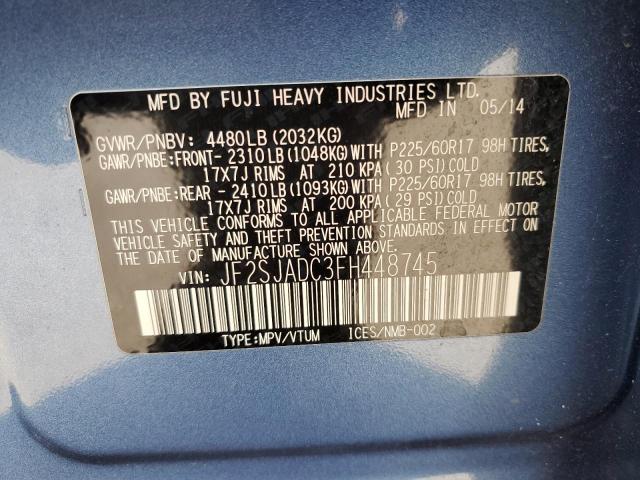 MFD BY FUJI HEAVY INDUSTRIES LTD.
MFD IN 05/14
GVWR/PNBV: 4480LB (2032KG)
GAWR/PNBE:FRONT- 2310LB (1048KG) WITH P225/60R17 98H TIRES,
17X7J RIMS AT 210 KPA (30 PSI) COLD
GAWR/PNBE:REAR - 2410LB (1093KG) WITH P225/60R17 98H TIRES,
17X7J RIMS AT 200 KPA (29 PSI) COLD
THIS VEHICLE CONFORMS TO ALL APPLICABLE FEDERAL MOTOR
VEHICLE SAFETY AND THEFT PREVENTION STANDARDS IN EFFECT ON
THE DATE OF MANUFACTURE SHOWN ABOVE.
VIN: JF2SJADC3FH448745
TYPE:MPV/VTUM ICES/NMB-002